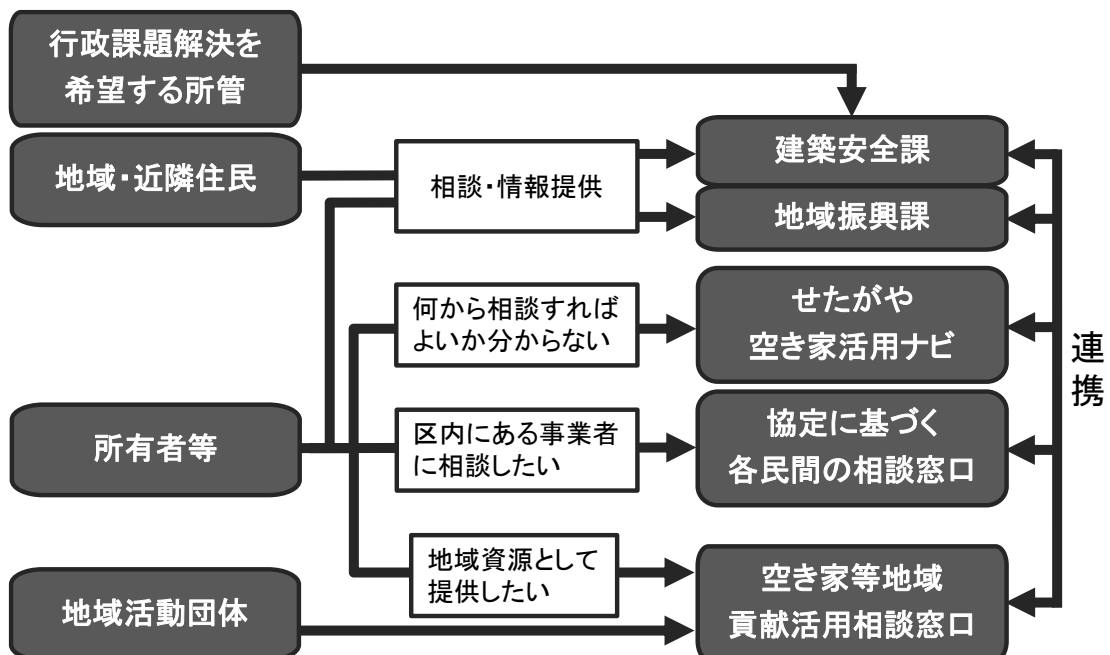 行政課題解決を
希望する所管
地域・近隣住民
相談・情報提供
建築安全課
地域振興課
何から相談すれば
よいか分からない
せたがや
空き家活用ナビ
所有者等
区内にある事業者
に相談したい
協定に基づく
各民間の相談窓口
地域資源として
提供したい
地域活動団体
空き家等地域
貢献活用相談窓口
連携